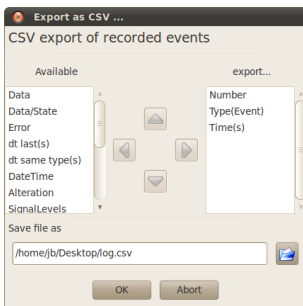 Export as CSV ...
CSV export of recorded events
Available
export...
Data
Data/State
Error
dt last(s)
dt same type(s)
DateTime
Alteration
SignalLevels
Number
Type(Event)
Time(s)
Save file as
/home/jb/Desktop/log.csv
OK
Abort